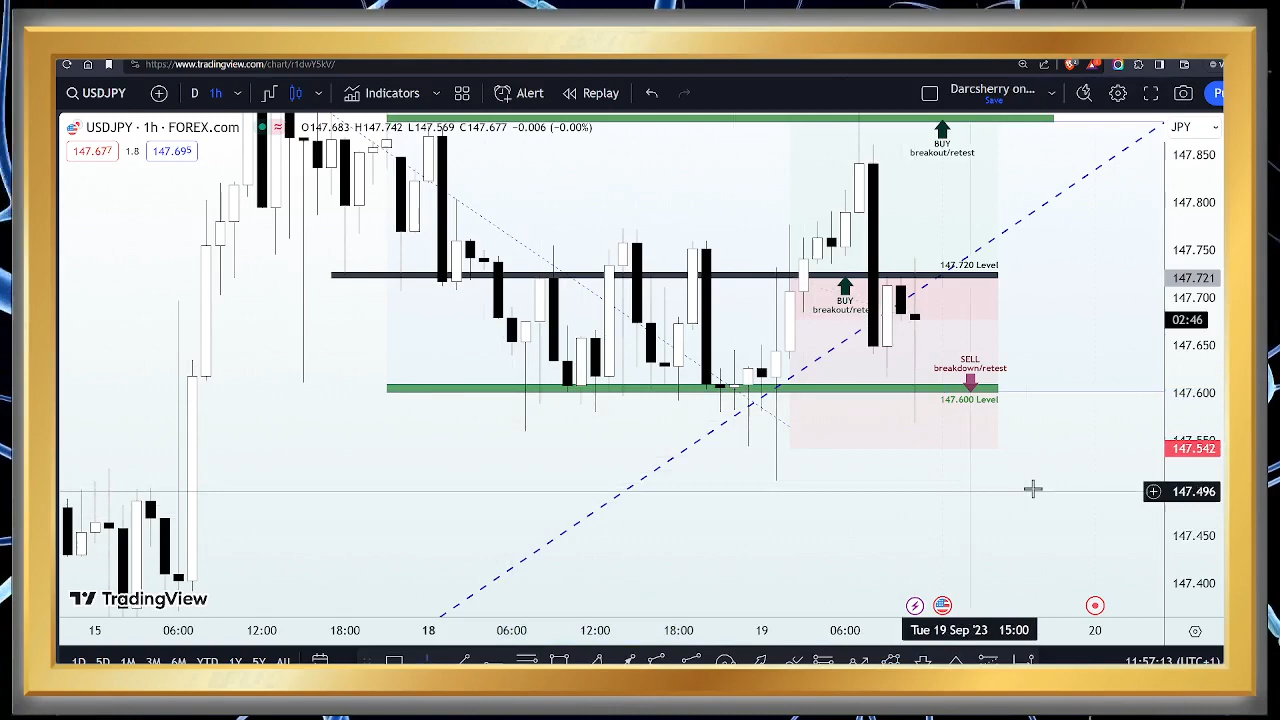 https://www.tradingview.com/chart/r1dwY5kV/
USDJPY D 1h Indicators Alert Replay Darcsherry on...
Save
USDJPY · 1h · FOREX.com O147.683 H147.742 L147.569 C147.677 −0.006 (−0.00%)
JPY
147.677 1.8 147.695
BUY
breakout/retest
147.850
147.800
147.750
147.720 Level
147.721
147.700
BUY
02:46
147.650
SELL
breakdown/retest
147.600
147.600 Level
147.542
147.496
147.450
147.400
TradingView
15 06:00 12:00 18:00 18 06:00 12:00 18:00 19 06:00 Tue 19 Sep '23 15:00 20
1D 5D 1M 3M 6M YTD 1Y 5Y All 11:57:13 (UTC+1)